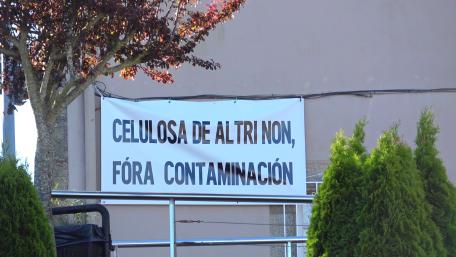 CELULOSA DE ALTRI NON,
FÓRA CONTAMINACIÓN